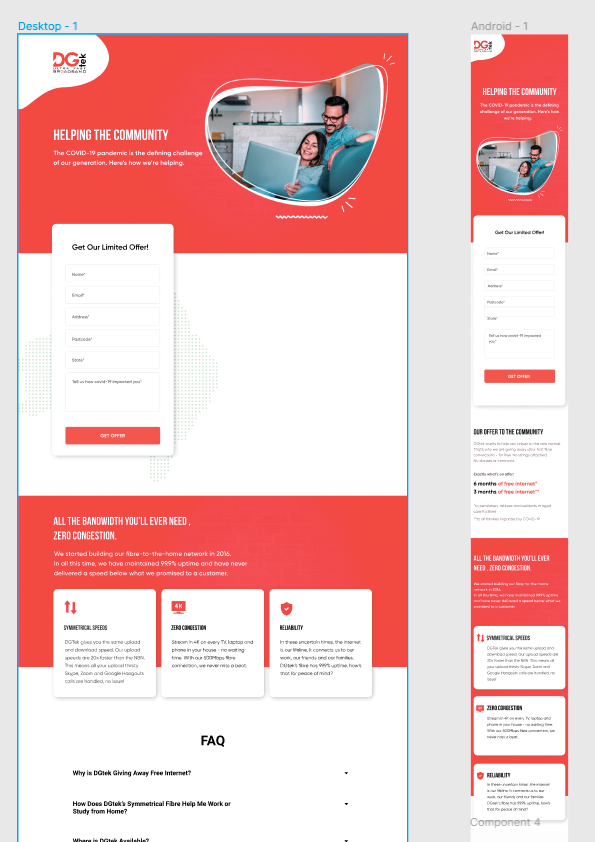 Desktop - 1
DG
tek
ULTRA FAST
BROADBAND
HELPING THE COMMUNITY
The COVID-19 pandemic is the defining challenge
of our generation. Here's how we're helping.
Get Our Limited Offer!
Name*
Email*
Address*
Postcode*
State*
Tell us how covid-19 impacted you*
GET OFFER
ALL THE BANDWIDTH YOU'LL EVER NEED ,
ZERO CONGESTION.
We started building our fibre-to-the-home network in 2016.
In all this time, we have maintained 99.9% uptime and have never
delivered a speed below what we promised to a customer.
SYMMETRICAL SPEEDS
DGTek gives you the same upload
and download speed. Our upload
speeds are 20x faster than the NBN.
This means all your upload thirsty
Skype, Zoom and Google Hangouts
calls are handled, no issue!
4K
ZERO CONGESTION
Stream in 4K on every TV, laptop and
phone in your house - no waiting
time. With our 500Mbps fibre
connection, we never miss a beat.
RELIABILITY
In these uncertain times, the internet
is our lifeline. It connects us to our
work, our friends and our families.
DGtek's fibre has 99.9% uptime, how's
that for peace of mind?
FAQ
Why is DGtek Giving Away Free Internet?
How Does DGtek's Symmetrical Fibre Help Me Work or
Study from Home?
Where is DGtek Available?
Android - 1
DG
tek
HELPING THE COMMUNITY
The COVID-19 pandemic is the defining
challenge of our generation. Here's how
we're helping.
Get Our Limited Offer!
Name*
Email*
Address*
Postcode*
State*
Tell us how covid-19 impacted
you*
GET OFFER
OUR OFFER TO THE COMMUNITY
Exactly what's on offer:
6 months of free internet*
3 months of free internet**
ALL THE BANDWIDTH YOU'LL EVER
NEED , ZERO CONGESTION.
We started building our fibre-to-the-home
network in 2016.
In all this time, we have maintained 99.9% uptime
and have never delivered a speed below what we
promised to a customer.
SYMMETRICAL SPEEDS
DGTek gives you the same upload and
download speed. Our upload speeds are
20x faster than the NBN. This means all
your upload thirsty Skype, Zoom and
Google Hangouts calls are handled, no
issue!
4K
ZERO CONGESTION
Stream in 4K on every TV, laptop and
phone in your house - no waiting time.
With our 500Mbps fibre connection, we
never miss a beat.
RELIABILITY
In these uncertain times, the internet
is our lifeline. It connects us to our
work, our friends and our families.
DGtek's fibre has 99.9% uptime, how's
that for peace of mind?
Component 4